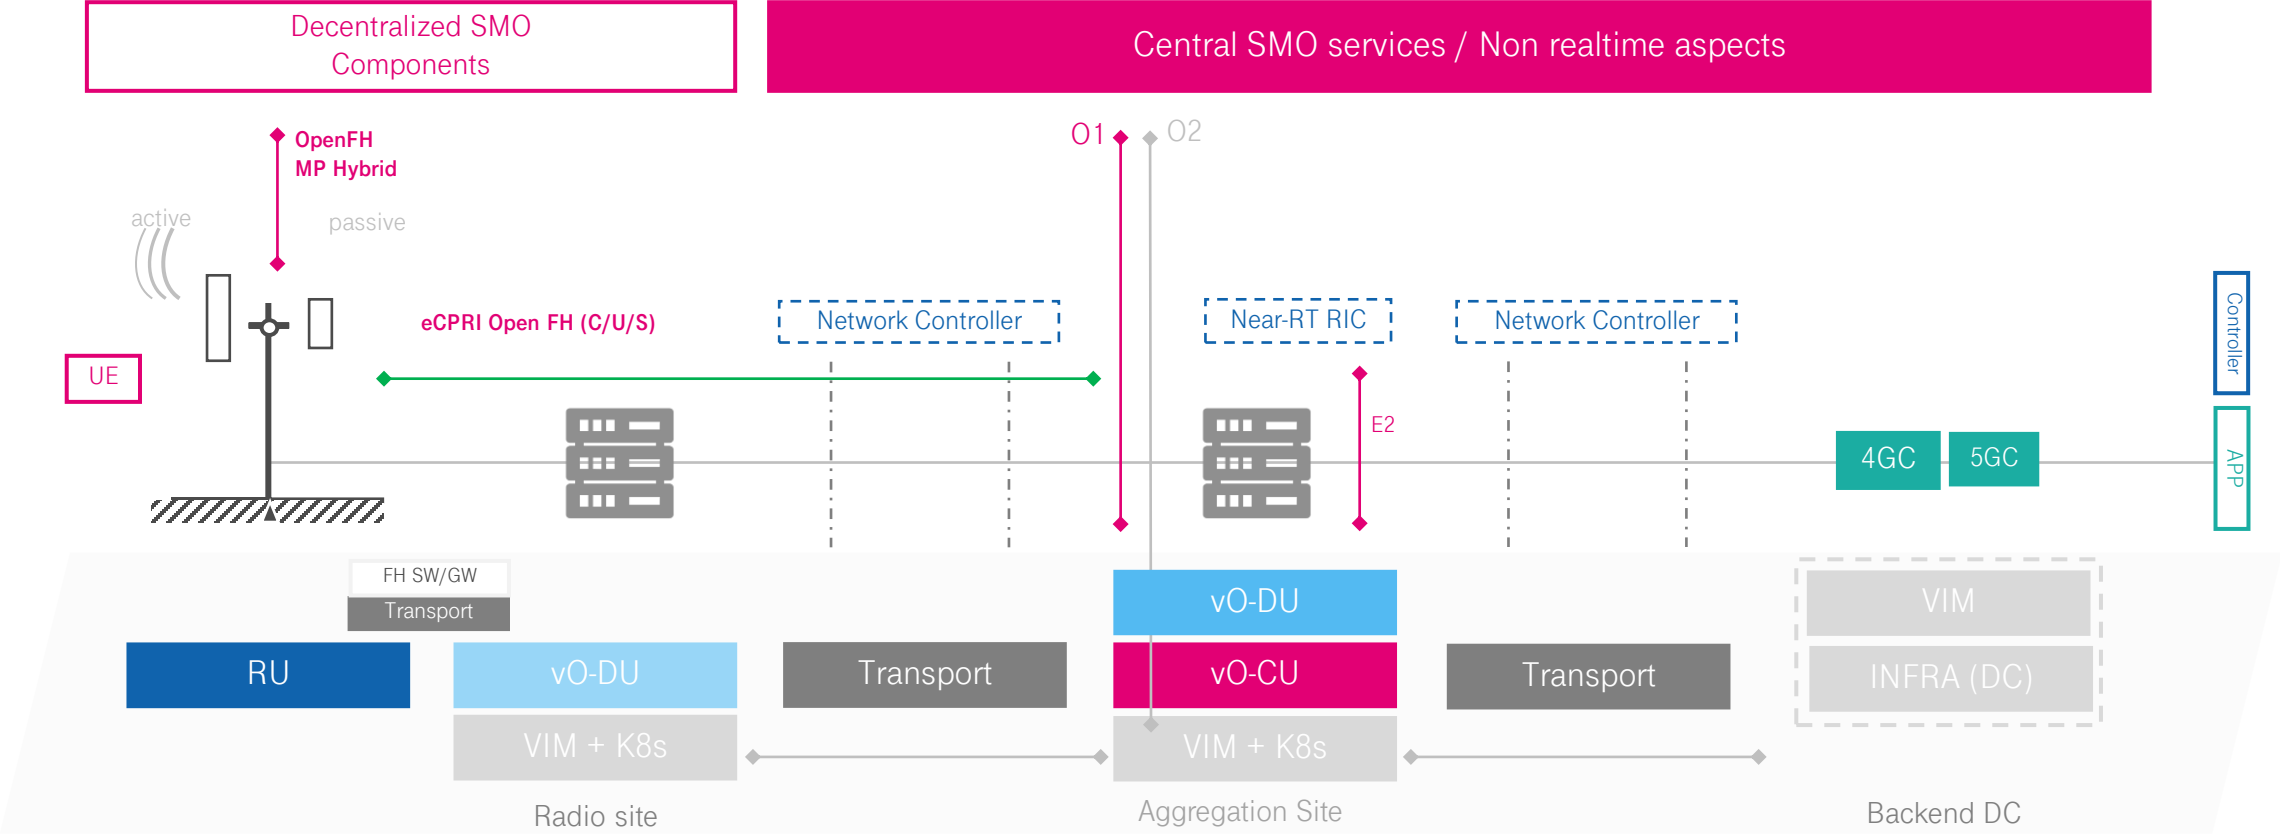 Decentralized SMO
Components
Central SMO services / Non realtime aspects
OpenFH
MP Hybrid
O1
O2
active
passive
eCPRI Open FH (C/U/S)
Network Controller
Near-RT RIC
Network Controller
Controller
UE
E2
4GC
5GC
APP
FH SW/GW
Transport
vO-DU
VIM
RU
vO-DU
Transport
vO-CU
Transport
INFRA (DC)
VIM + K8s
VIM + K8s
Radio site
Aggregation Site
Backend DC